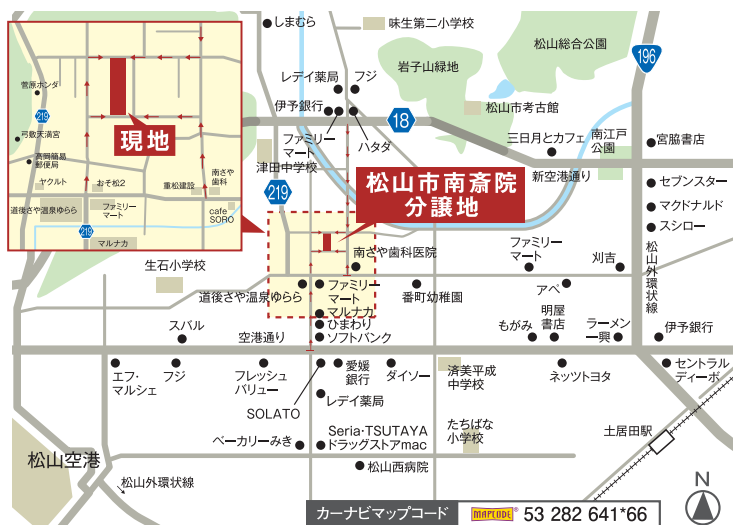 しまむら
味生第二小学校
松山総合公園
196
レデイ薬局
フジ
岩子山緑地
伊予銀行
18
松山市考古館
ファミリー
マート
ハタダ
三日月とカフェ
南江戸
公園
宮脇書店
津田中学校
新空港通り
219
セブンスター
マクドナルド
スシロー
松山外環状線
菅原ホンダ
219
弓敷天満宮
高岡簡易
郵便局
現地
ヤクルト
おそ松2
重松建設
南さや
歯科
道後さや温泉ゆらら
ファミリー
マート
cafe
SORO
219
マルナカ
松山市南斎院
分譲地
南さや歯科医院
生石小学校
道後さや温泉ゆらら
ファミリー
マート
マルナカ
ひまわり
ソフトバンク
番町幼稚園
ファミリー
マート
刈吉
アペ
スバル
空港通り
もがみ
明屋
書店
ラーメン
一興
伊予銀行
エフ・
マルシェ
フジ
フレッシュ
バリュー
SOLATO
愛媛
銀行
ダイソー
済美平成
中学校
ネッツトヨタ
セントラル
ディーボ
レデイ薬局
ベーカリーみき
Seria・TSUTAYA
ドラッグストアmac
たちばな
小学校
土居田駅
松山空港
松山西病院
松山外環状線
N
カーナビマップコード
MAPCODE® 53 282 641*66